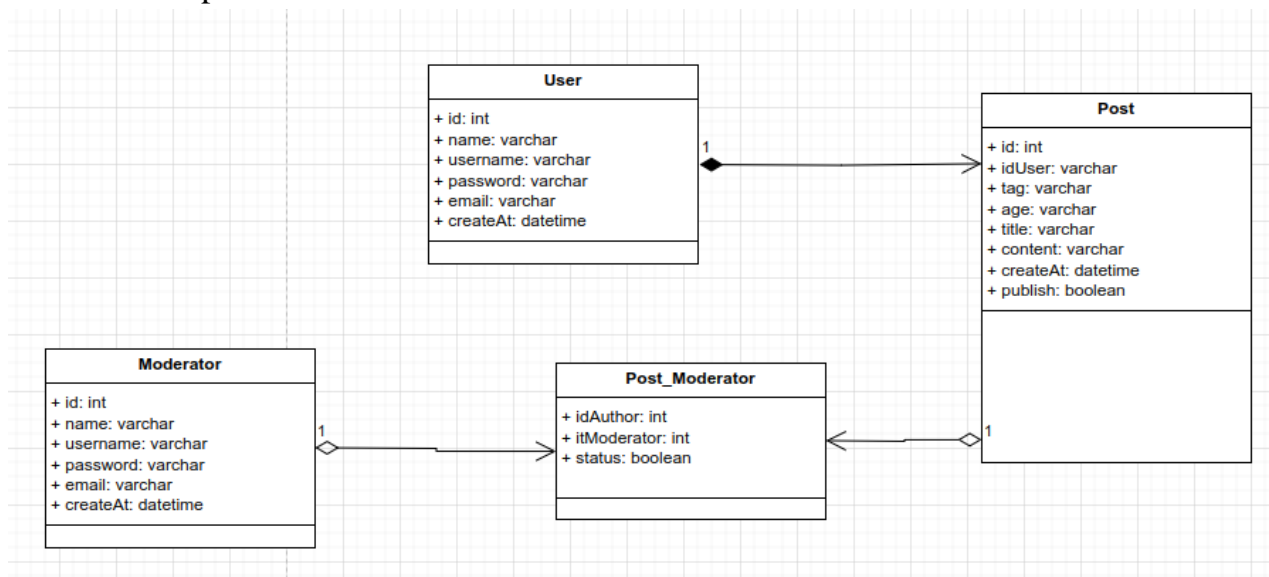 User
+ id: int
+ name: varchar
+ username: varchar
+ password: varchar
+ email: varchar
+ createAt: datetime
1
Post
+ id: int
+ idUser: varchar
+ tag: varchar
+ age: varchar
+ title: varchar
+ content: varchar
+ createAt: datetime
+ publish: boolean
1
Moderator
+ id: int
+ name: varchar
+ username: varchar
+ password: varchar
+ email: varchar
+ createAt: datetime
1
Post_Moderator
+ idAuthor: int
+ itModerator: int
+ status: boolean